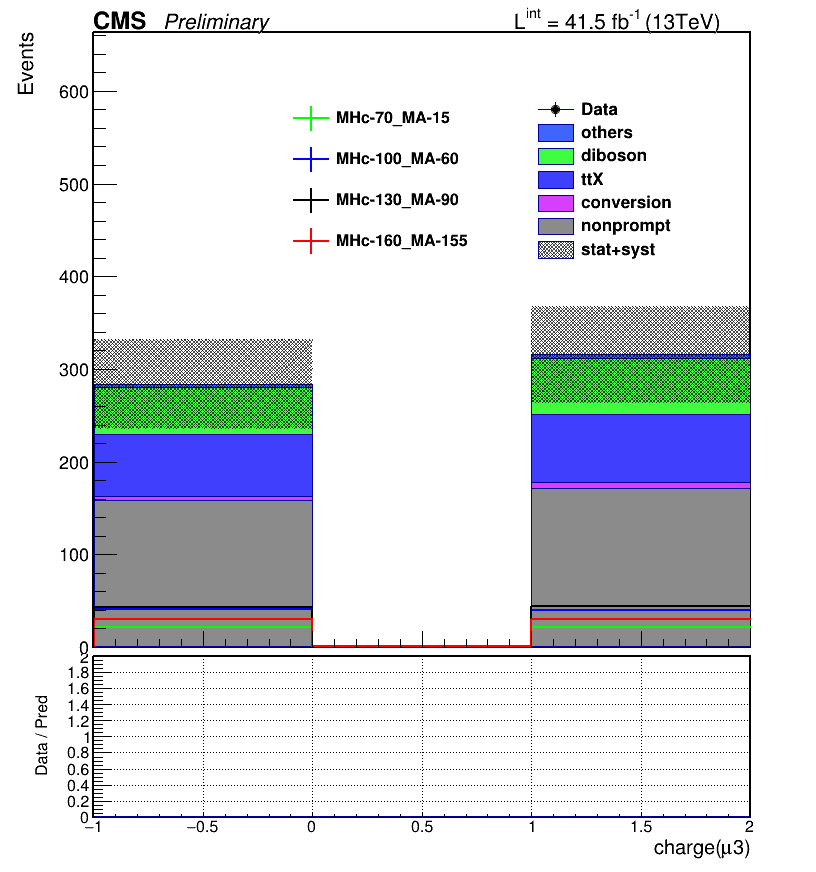 CMS Preliminary L^int = 41.5 fb^-1 (13TeV)
Events
600
500
400
300
200
100
0
MHc-70_MA-15
MHc-100_MA-60
MHc-130_MA-90
MHc-160_MA-155
Data
others
diboson
ttX
conversion
nonprompt
stat+syst
Data / Pred
2
1.8
1.6
1.4
1.2
1
0.8
0.6
0.4
0.2
0
−1 −0.5 0 0.5 1 1.5 2
charge(μ3)